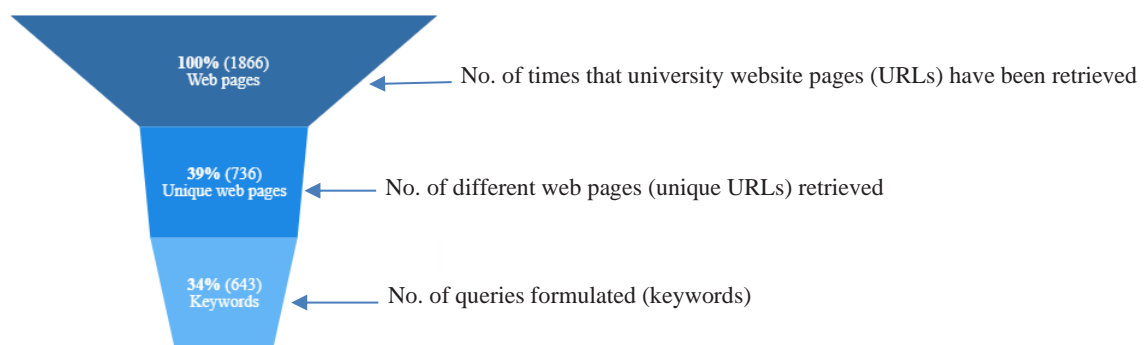 100% (1866)
Web pages
No. of times that university website pages (URLs) have been retrieved
39% (736)
Unique web pages
No. of different web pages (unique URLs) retrieved
34% (643)
Keywords
No. of queries formulated (keywords)